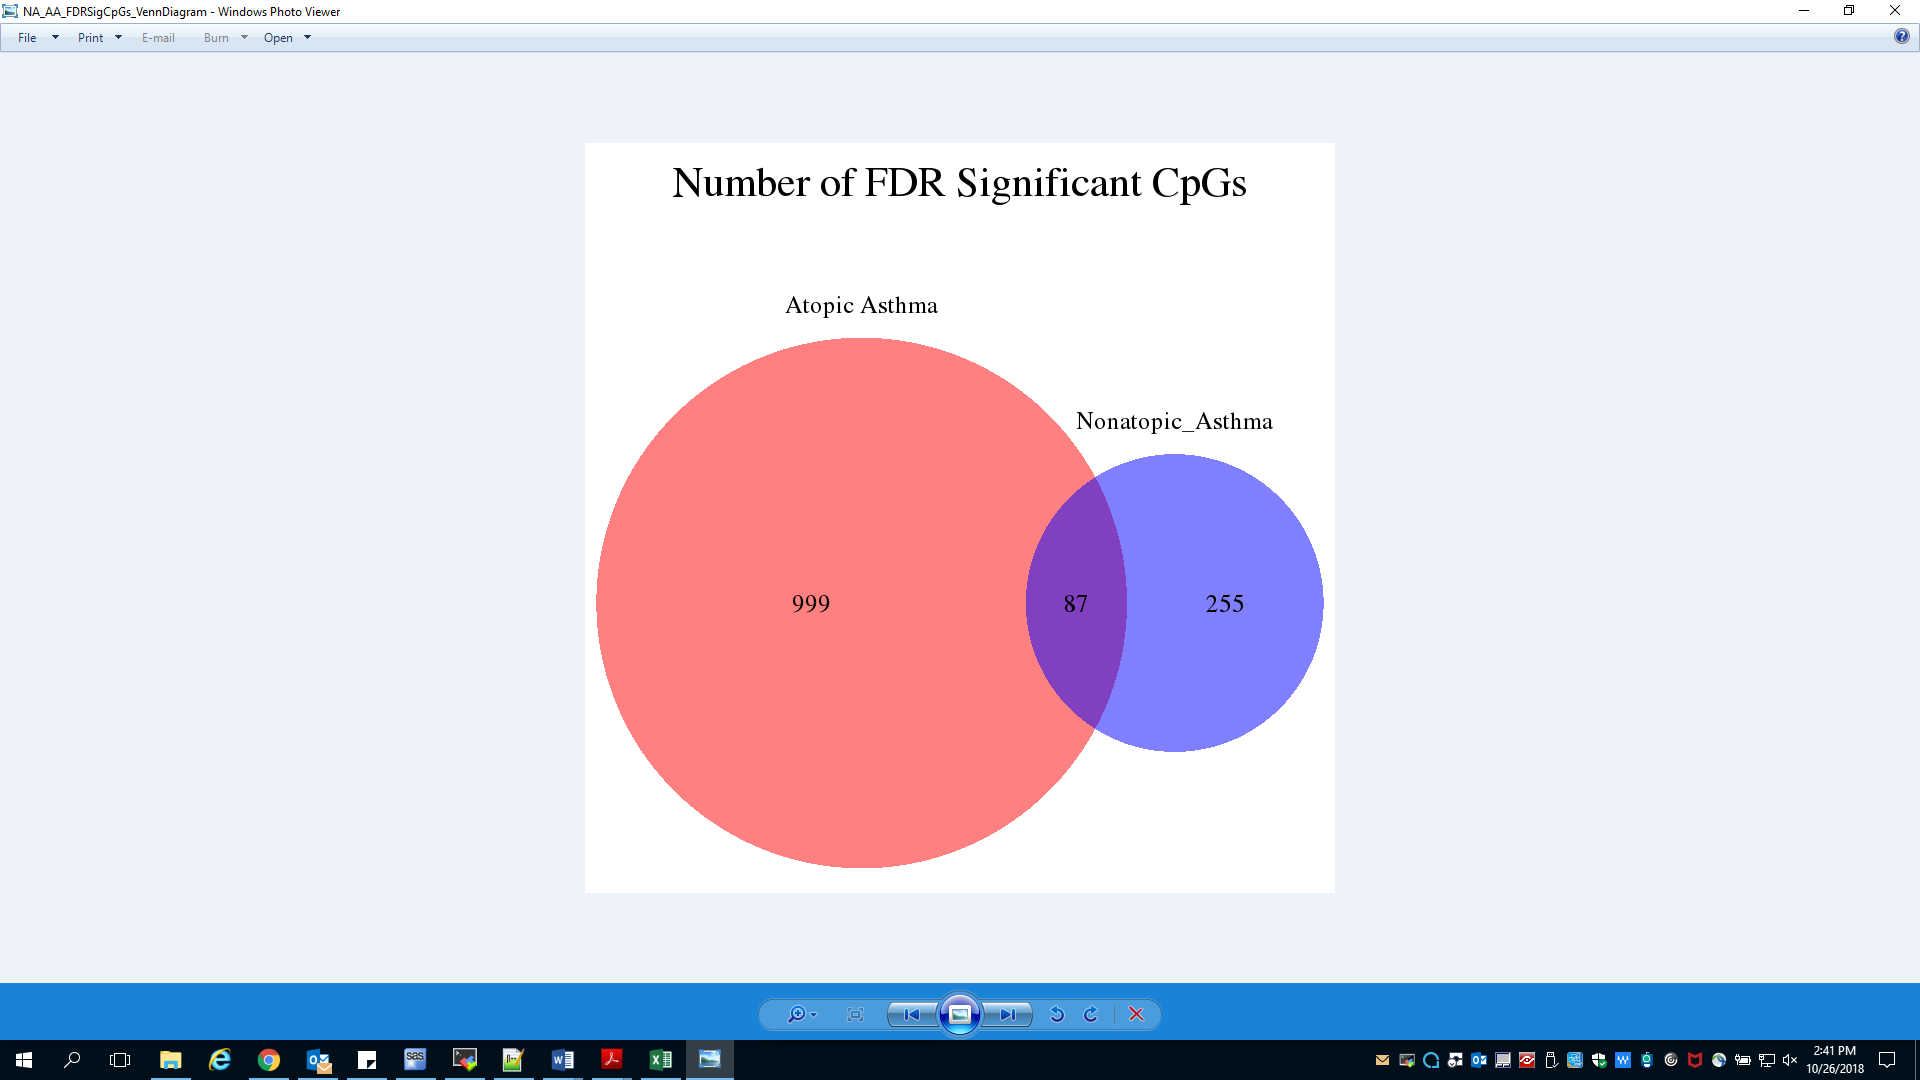 NA_AA_FDRSigCpGs_VennDiagram - Windows Photo Viewer
File Print E-mail Burn Open
Number of FDR Significant CpGs
Atopic Asthma
Nonatopic_Asthma
999 87 255
2:41 PM
10/26/2018